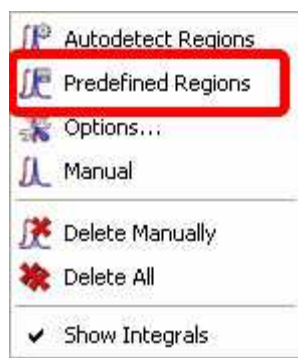 Autodetect Regions
Predefined Regions
Options...
Manual
Delete Manually
Delete All
Show Integrals